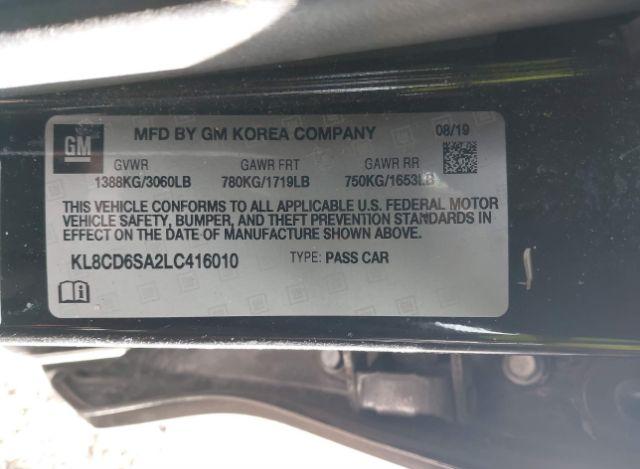 GM
MFD BY GM KOREA COMPANY 08/19
GVWR GAWR FRT GAWR RR
1388KG/3060LB 780KG/1719LB 750KG/1653LB
THIS VEHICLE CONFORMS TO ALL APPLICABLE U.S. FEDERAL MOTOR
VEHICLE SAFETY, BUMPER, AND THEFT PREVENTION STANDARDS IN
EFFECT ON THE DATE OF MANUFACTURE SHOWN ABOVE.
KL8CD6SA2LC416010 TYPE: PASS CAR